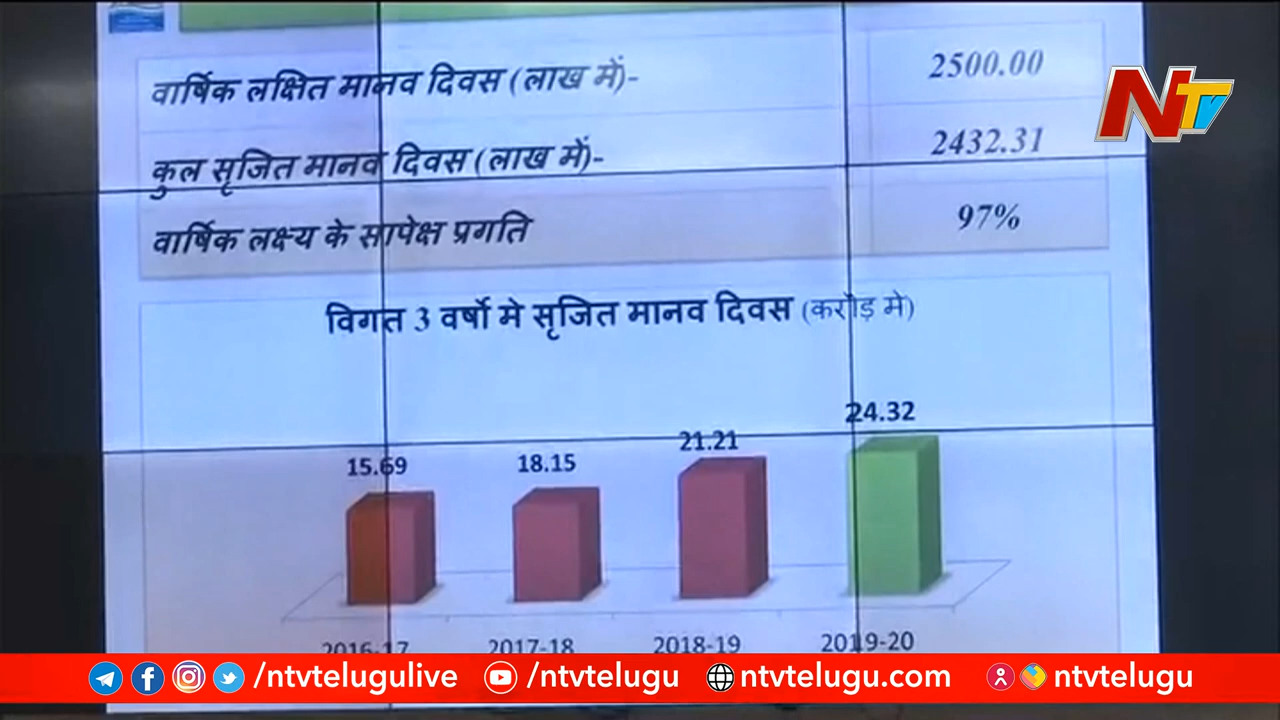 वार्षिक लक्षित मानव दिवस (लाख में)- 2500.00
कुल सृजित मानव दिवस (लाख में)- 2432.31
वार्षिक लक्ष्य के सापेक्ष प्रगति 97%
विगत 3 वर्षो मे सृजित मानव दिवस (करोड़ मे)
15.69 18.15 21.21 24.32
2016-17 2017-18 2018-19 2019-20
NTV
/ntvtelugulive /ntvtelugu ntvtelugu.com ntvtelugu